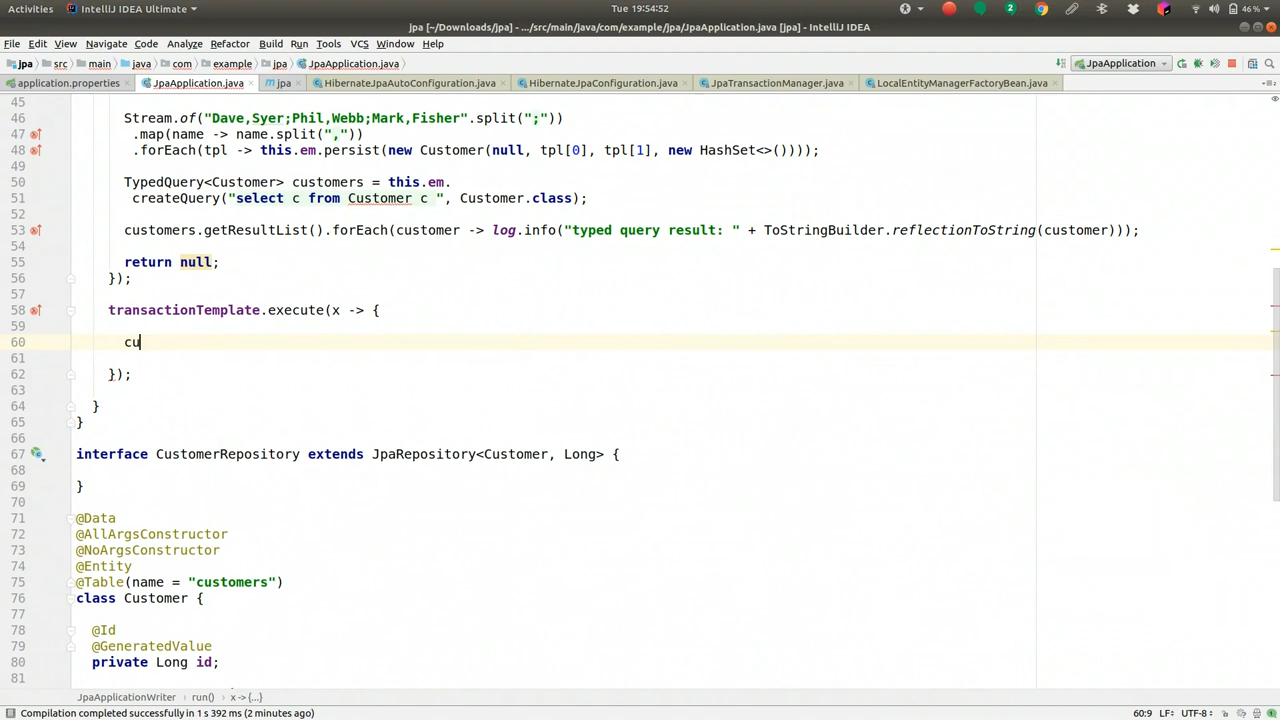 Activities IntelliJ IDEA Ultimate Tue 19:54:52 2 46%
jpa [~/Downloads/jpa] - .../src/main/java/com/example/jpa/JpaApplication.java [jpa] - IntelliJ IDEA
File Edit View Navigate Code Analyze Refactor Build Run Tools VCS Window Help
jpa src main java com example jpa JpaApplication.java JpaApplication
application.properties JpaApplication.java jpa HibernateJpaAutoConfiguration.java HibernateJpaConfiguration.java JpaTransactionManager.java LocalEntityManagerFactoryBean.java
45
46 Stream.of("Dave,Syer;Phil,Webb;Mark,Fisher".split(";"))
47 .map(name -> name.split(","))
48 .forEach(tpl -> this.em.persist(new Customer(null, tpl[0], tpl[1], new HashSet<>())));
49
50 TypedQuery<Customer> customers = this.em.
51 createQuery("select c from Customer c ", Customer.class);
52
53 customers.getResultList().forEach(customer -> log.info("typed query result: " + ToStringBuilder.reflectionToString(customer)));
54
55 return null;
56 });
57
58 transactionTemplate.execute(x -> {
59
60 cu
61
62 });
63
64 }
65 }
66
67 interface CustomerRepository extends JpaRepository<Customer, Long> {
68
69 }
70
71 @Data
72 @AllArgsConstructor
73 @NoArgsConstructor
74 @Entity
75 @Table(name = "customers")
76 class Customer {
77
78 @Id
79 @GeneratedValue
80 private Long id;
81
JpaApplicationWriter run() x -> {...}
Compilation completed successfully in 1 s 392 ms (2 minutes ago) 60:9 LF÷ UTF-8÷